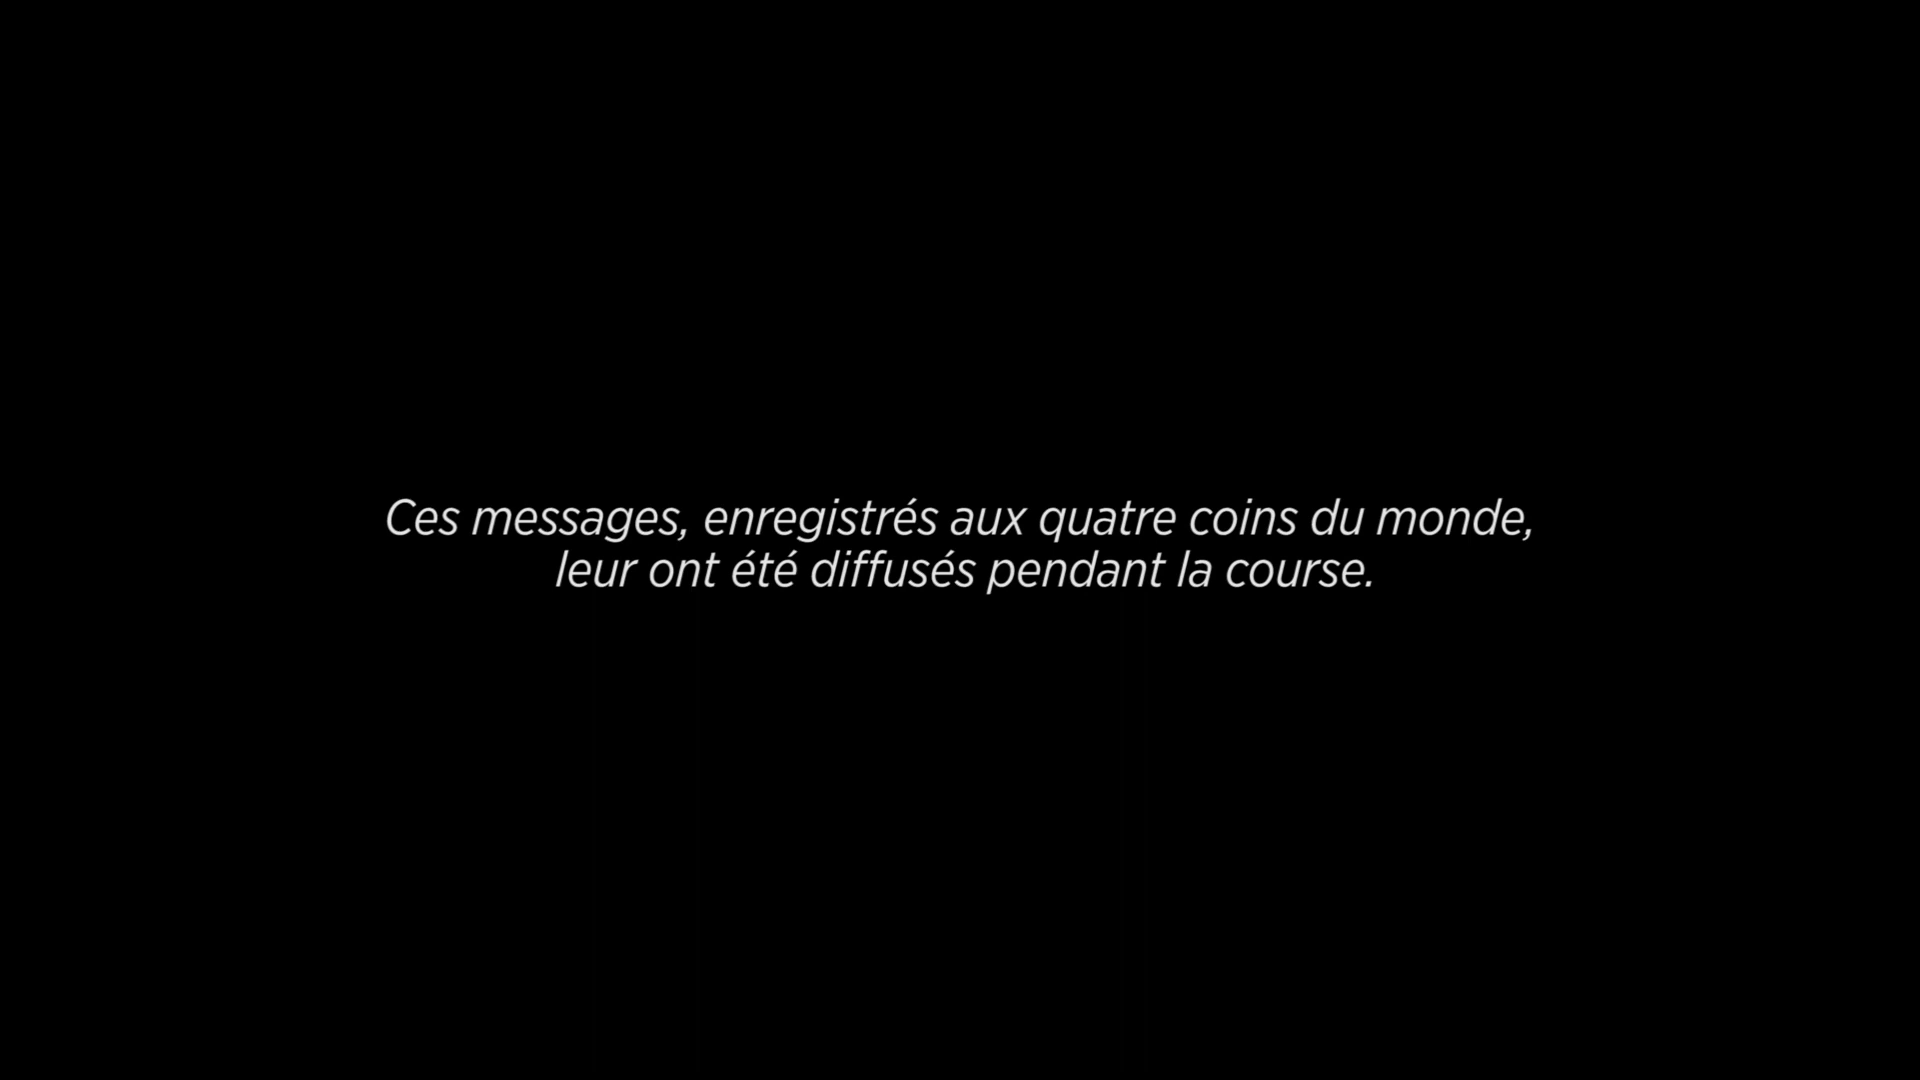 Ces messages, enregistrés aux quatre coins du monde,
leur ont été diffusés pendant la course.